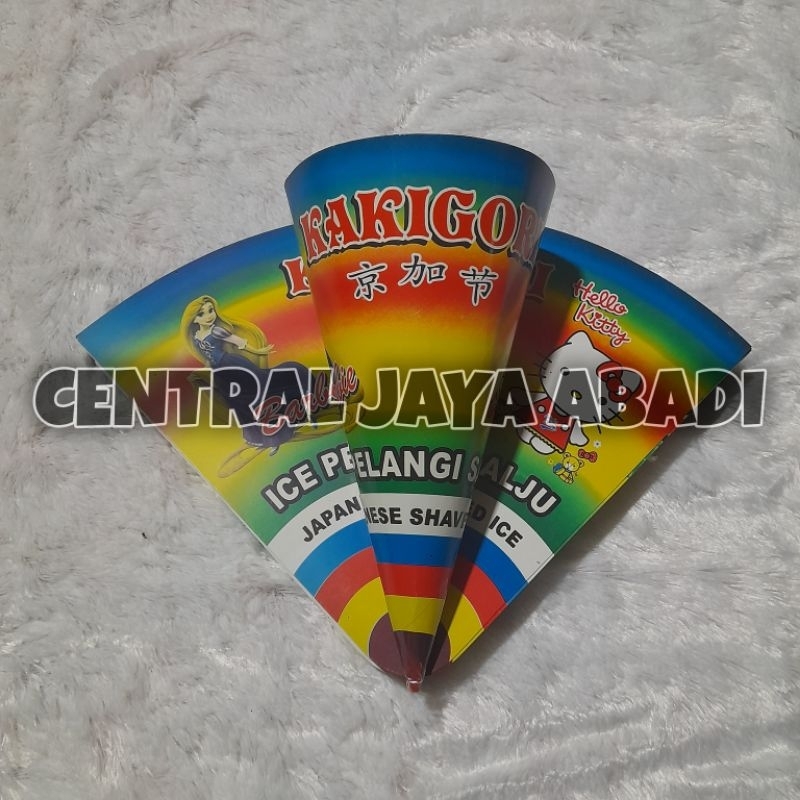 KAKIGORI
京加节
Hello
Kitty
Barbie
CENTRAL JAYA ABADI
ICE PELANGI SALJU
JAPANESE SHAVED ICE